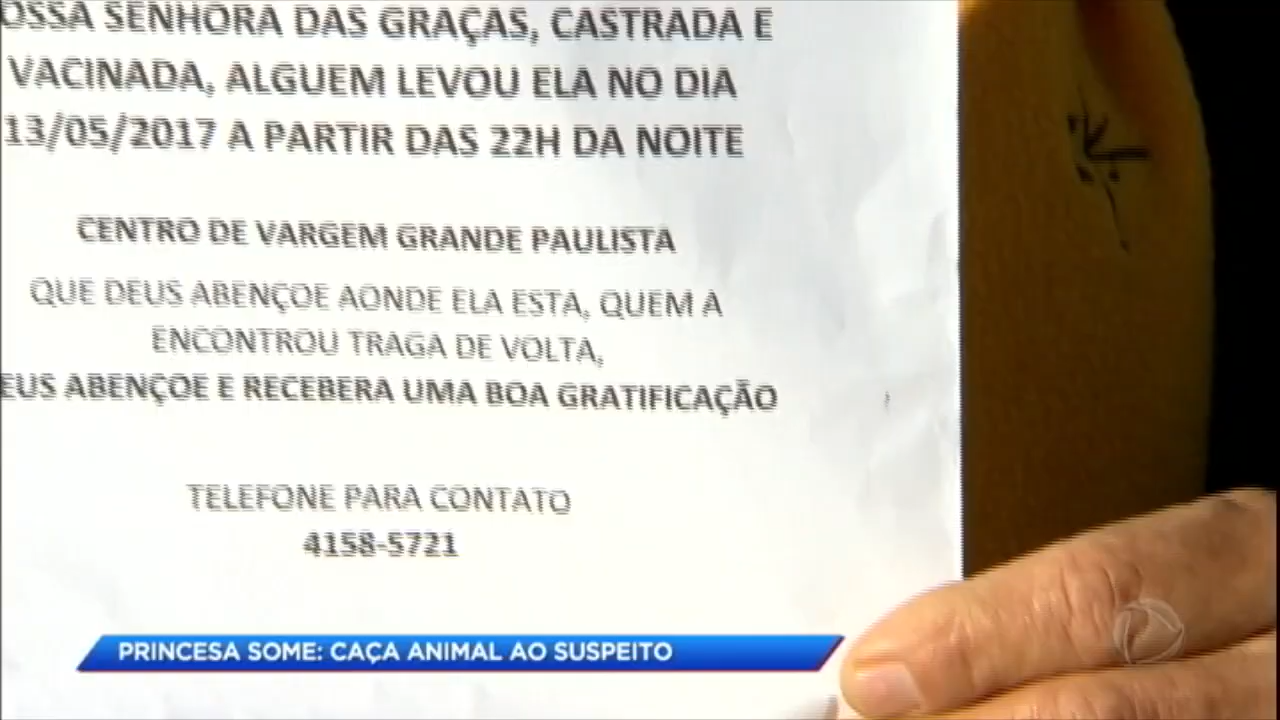 OSSA SENHORA DAS GRAÇAS, CASTRADA E
VACINADA, ALGUEM LEVOU ELA NO DIA
13/05/2017 A PARTIR DAS 22H DA NOITE
CENTRO DE VARGEM GRANDE PAULISTA
QUE DEUS ABENÇOE AONDE ELA ESTA, QUEM A
ENCONTROU TRAGA DE VOLTA,
EUS ABENÇOE E RECEBERA UMA BOA GRATIFICAÇÃO
TELEFONE PARA CONTATO
4158-5721
PRINCESA SOME: CAÇA ANIMAL AO SUSPEITO